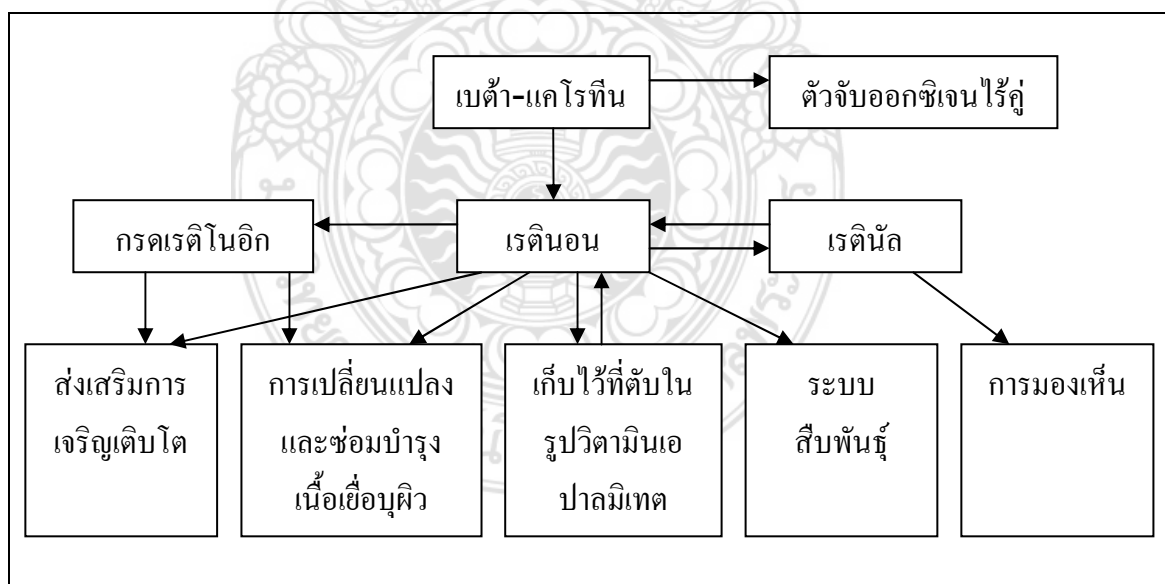 เบต้า-แคโรทีน
ตัวจับออกซิเจนไร้คู่
กรดเรติโนอิก
เรตินอน
เรตินัล
ส่งเสริมการ
เจริญเติบโต
การเปลี่ยนแปลง
และซ่อมบำรุง
เนื้อเยื่อบุผิว
เก็บไว้ที่ตับใน
รูปวิตามินเอ
ปาลมิเทต
ระบบ
สืบพันธุ์
การมองเห็น